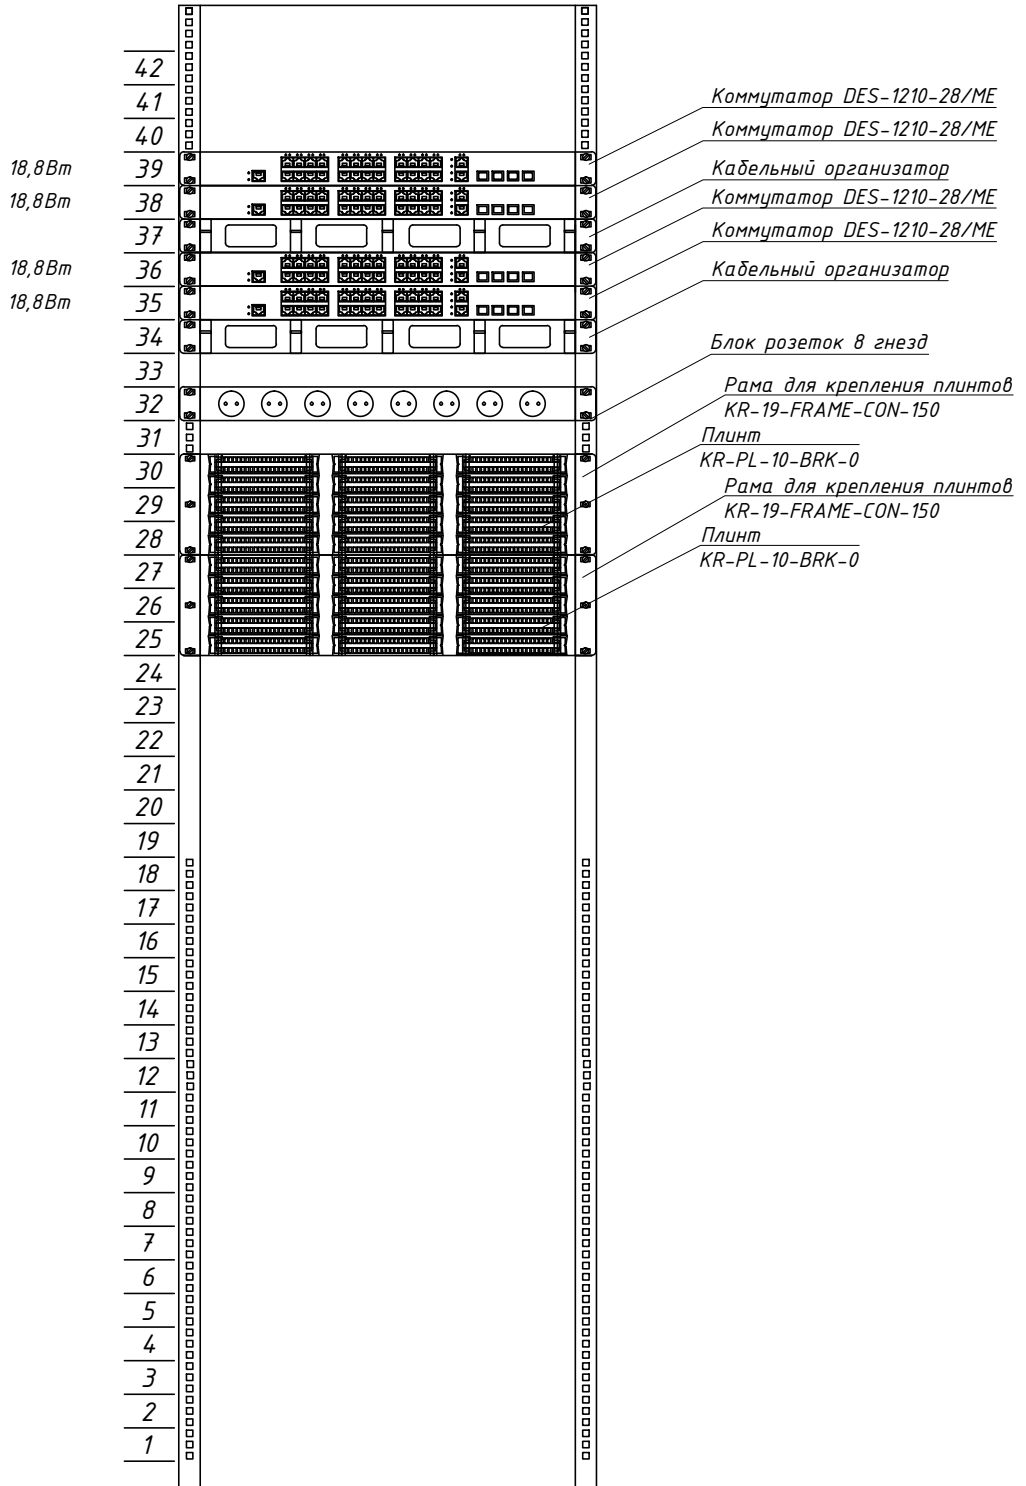 42
41
Коммутатор DES-1210-28/ME
40
Коммутатор DES-1210-28/ME
18,8Вт 39
Кабельный организатор
18,8Вт 38
Коммутатор DES-1210-28/ME
37
Коммутатор DES-1210-28/ME
18,8Вт 36
Кабельный организатор
18,8Вт 35
34
Блок розеток 8 гнезд
33
Рама для крепления плинтов
32
KR-19-FRAME-CON-150
31
Плинт
KR-PL-10-BRK-0
30
Рама для крепления плинтов
29
KR-19-FRAME-CON-150
28
Плинт
KR-PL-10-BRK-0
27
26
25
24
23
22
21
20
19
18
17
16
15
14
13
12
11
10
9
8
7
6
5
4
3
2
1